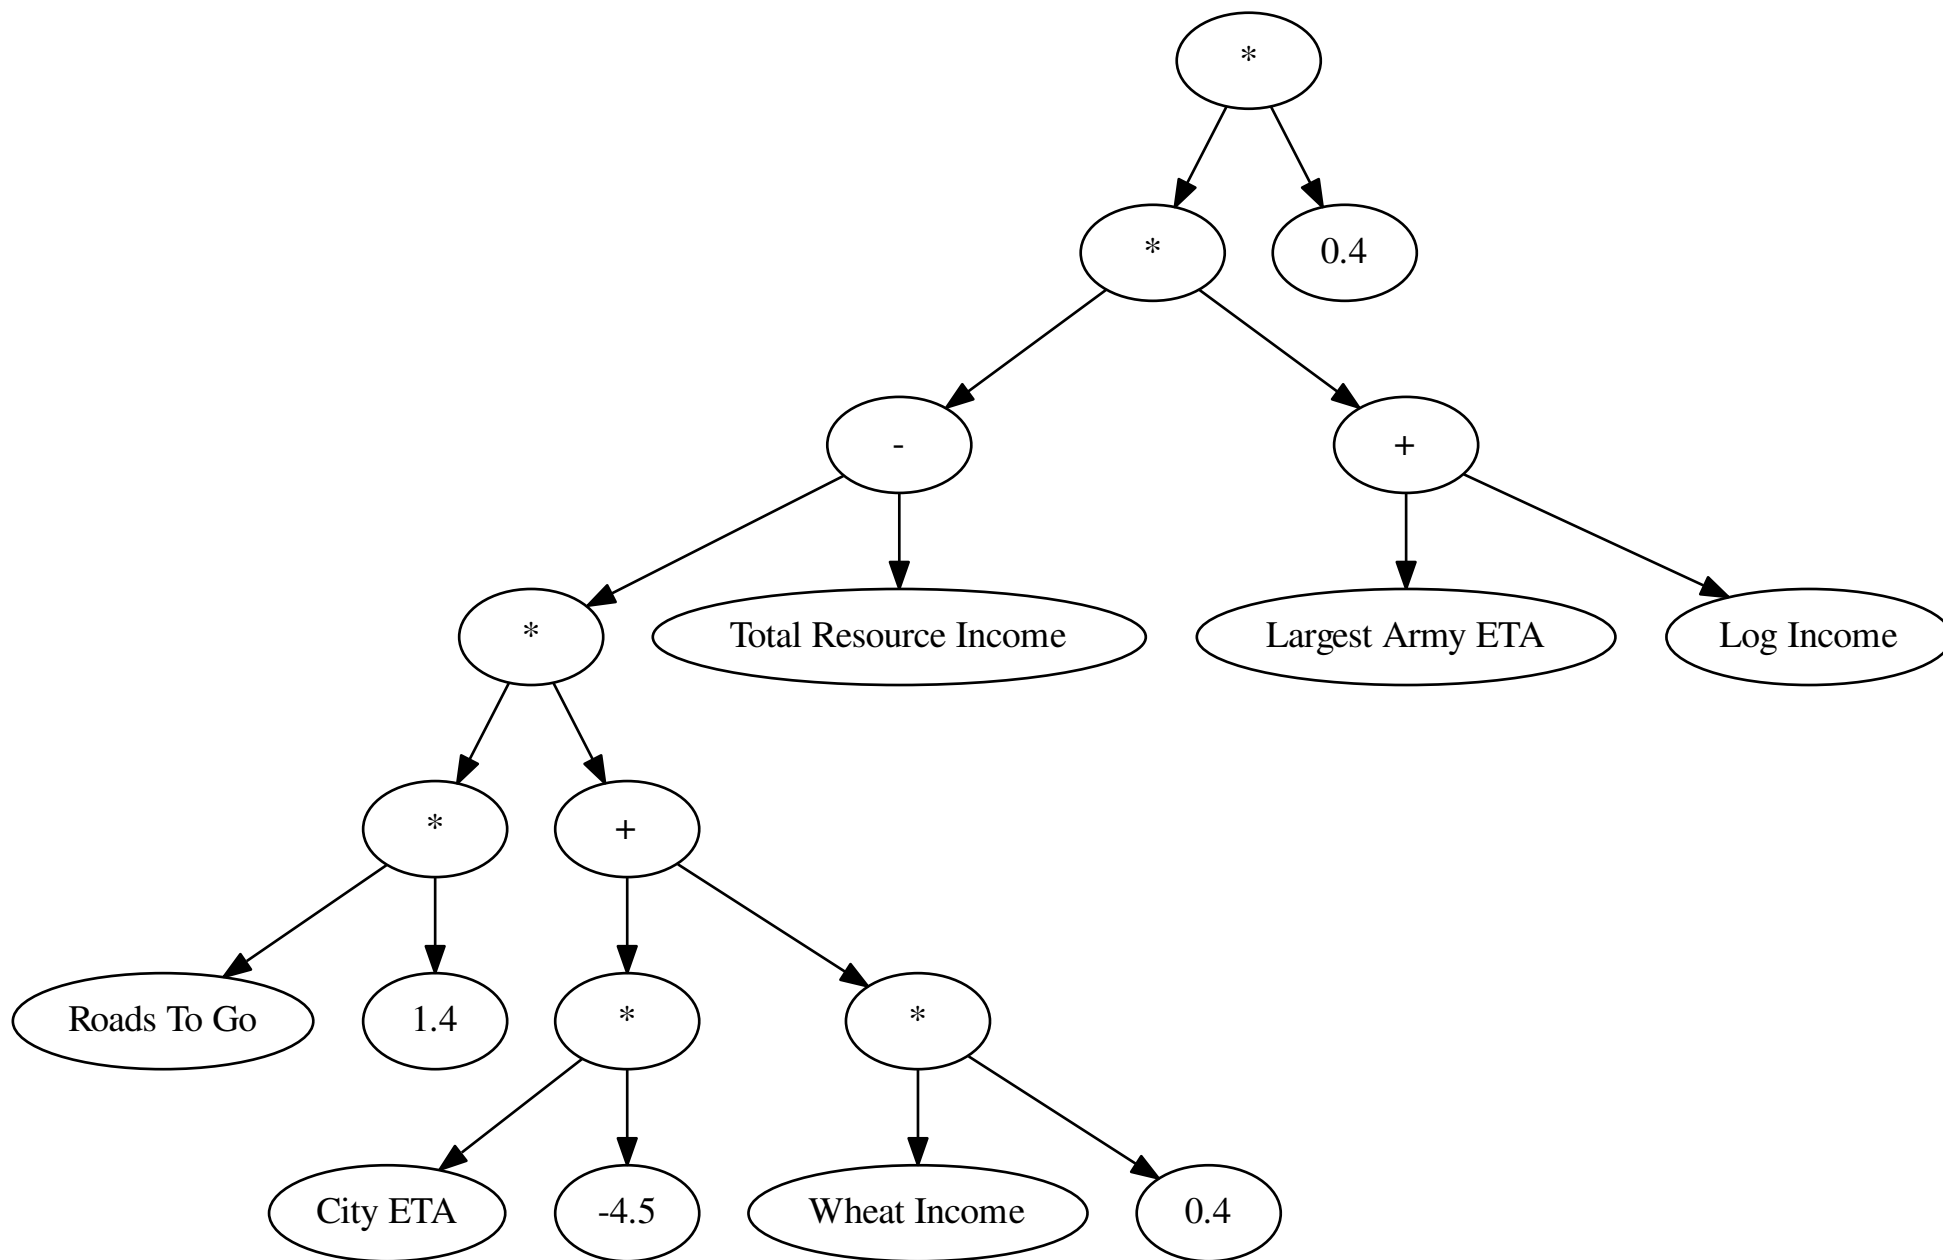 *
*
0.4
-
+
*
Total Resource Income
Largest Army ETA
Log Income
*
+
Roads To Go
1.4
*
*
City ETA
-4.5
Wheat Income
0.4